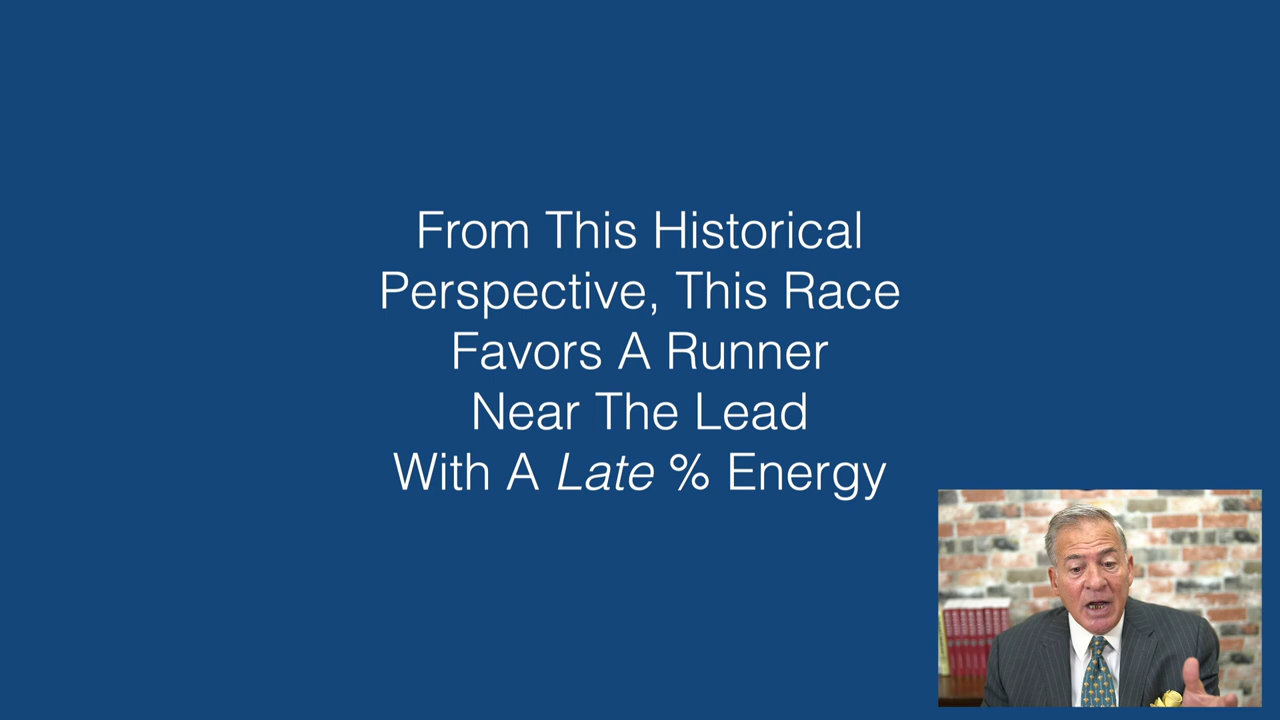 From This Historical
Perspective, This Race
Favors A Runner
Near The Lead
With A Late % Energy